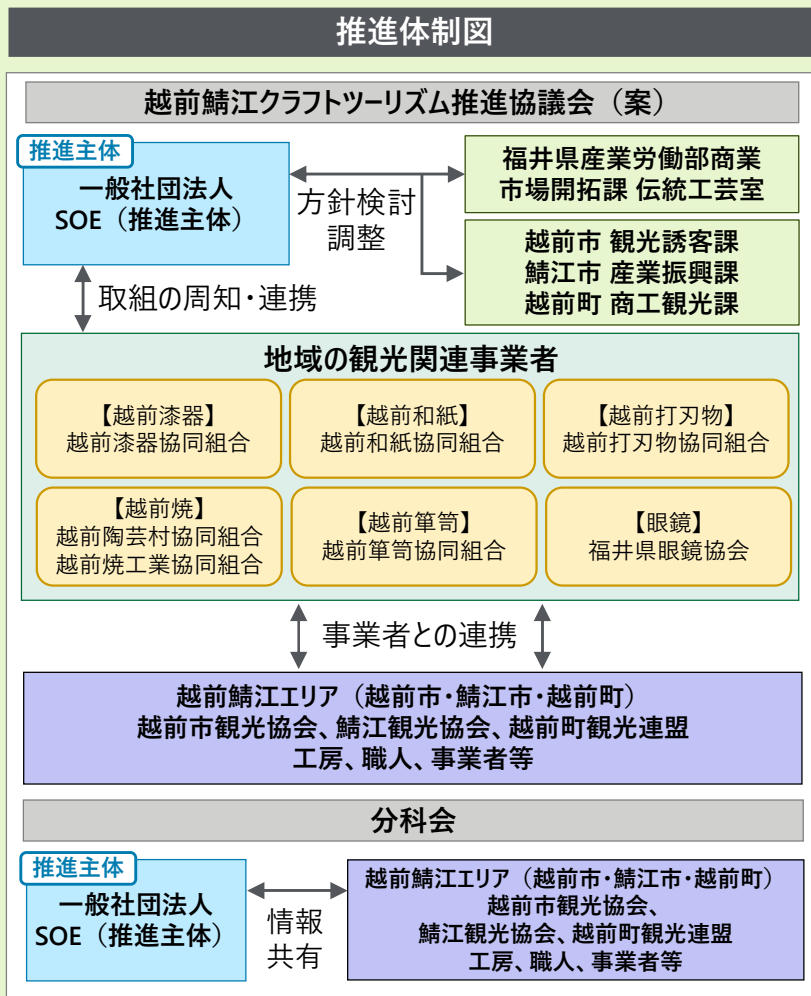 推進体制図
越前鯖江クラフトツーリズム推進協議会（案）
推進主体
一般社団法人
SOE（推進主体）
方針検討
調整
福井県産業労働部商業
市場開拓課 伝統工芸室
越前市 観光誘客課
鯖江市 産業振興課
越前町 商工観光課
取組の周知・連携
地域の観光関連事業者
【越前漆器】
越前漆器協同組合
【越前和紙】
越前和紙協同組合
【越前打刃物】
越前打刃物協同組合
【越前焼】
越前陶芸村協同組合
越前焼工業協同組合
【越前箪笥】
越前箪笥協同組合
【眼鏡】
福井県眼鏡協会
事業者との連携
越前鯖江エリア（越前市・鯖江市・越前町）
越前市観光協会、鯖江観光協会、越前町観光連盟
工房、職人、事業者等
分科会
推進主体
一般社団法人
SOE（推進主体）
情報
共有
越前鯖江エリア（越前市・鯖江市・越前町）
越前市観光協会、
鯖江観光協会、越前町観光連盟
工房、職人、事業者等